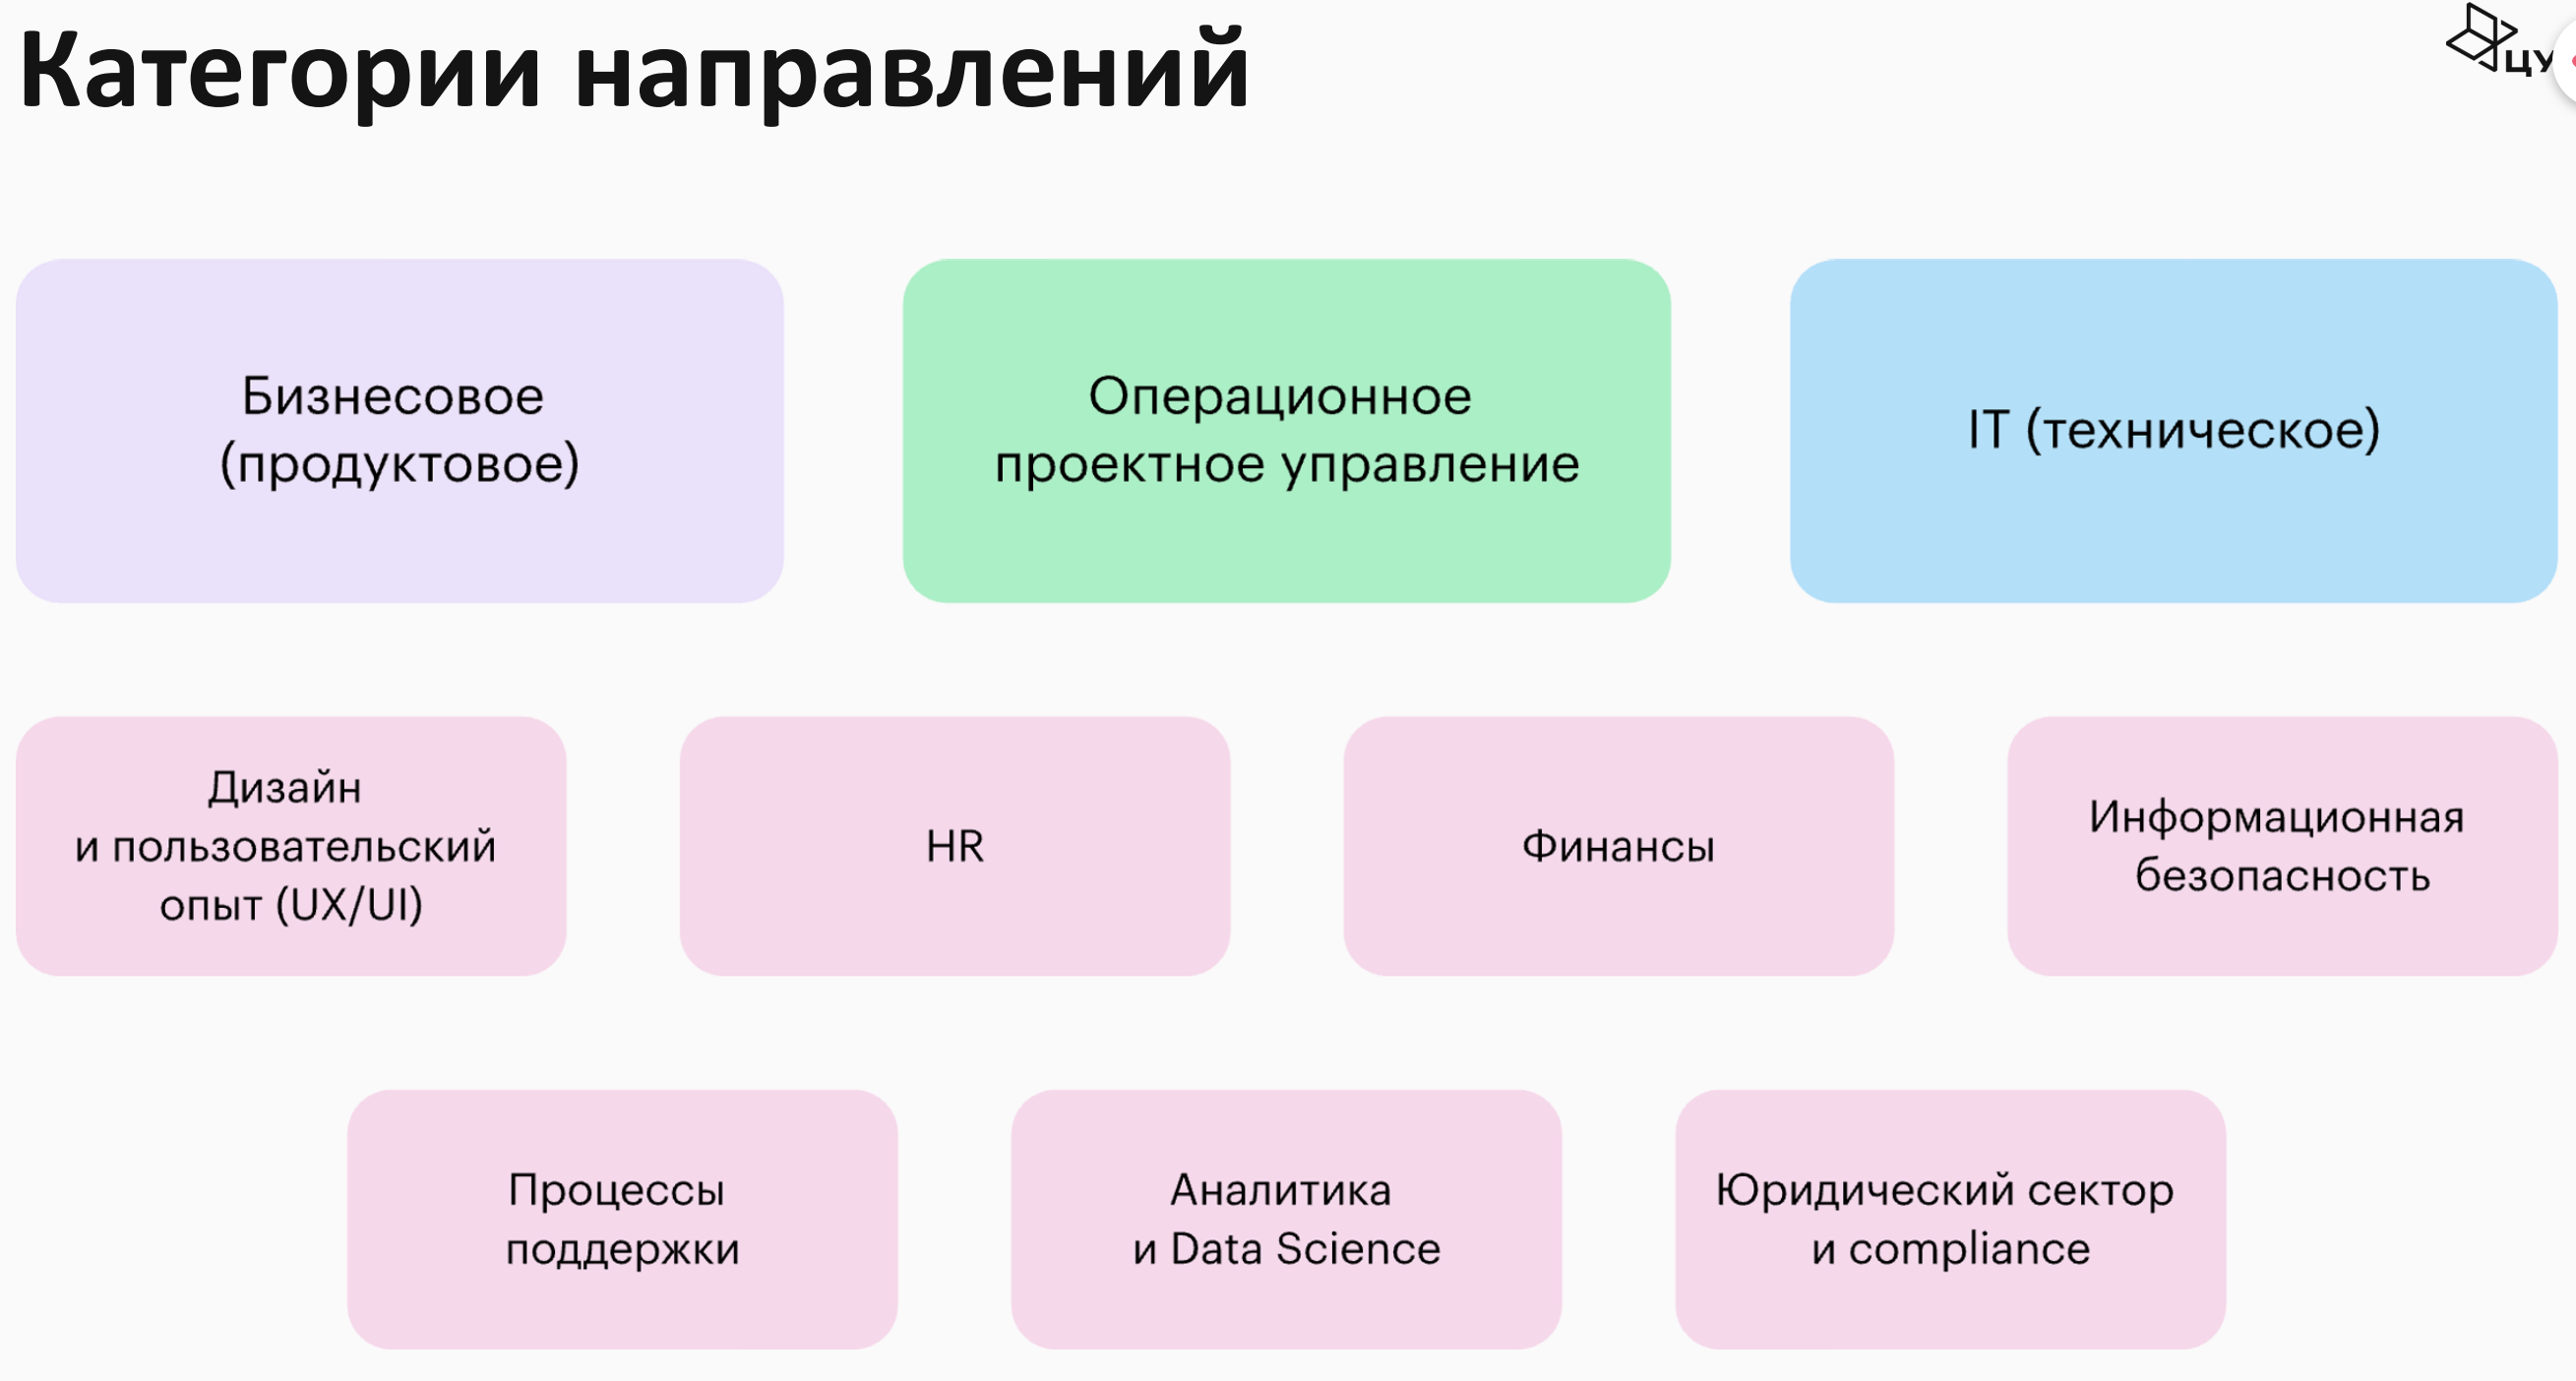 Категории направлений
ЦУ
Бизнесовое
(продуктовое)
Операционное
проектное управление
IT (техническое)
Дизайн
и пользовательский
опыт (UX/UI)
HR
Финансы
Информационная
безопасность
Процессы
поддержки
Аналитика
и Data Science
Юридический сектор
и compliance